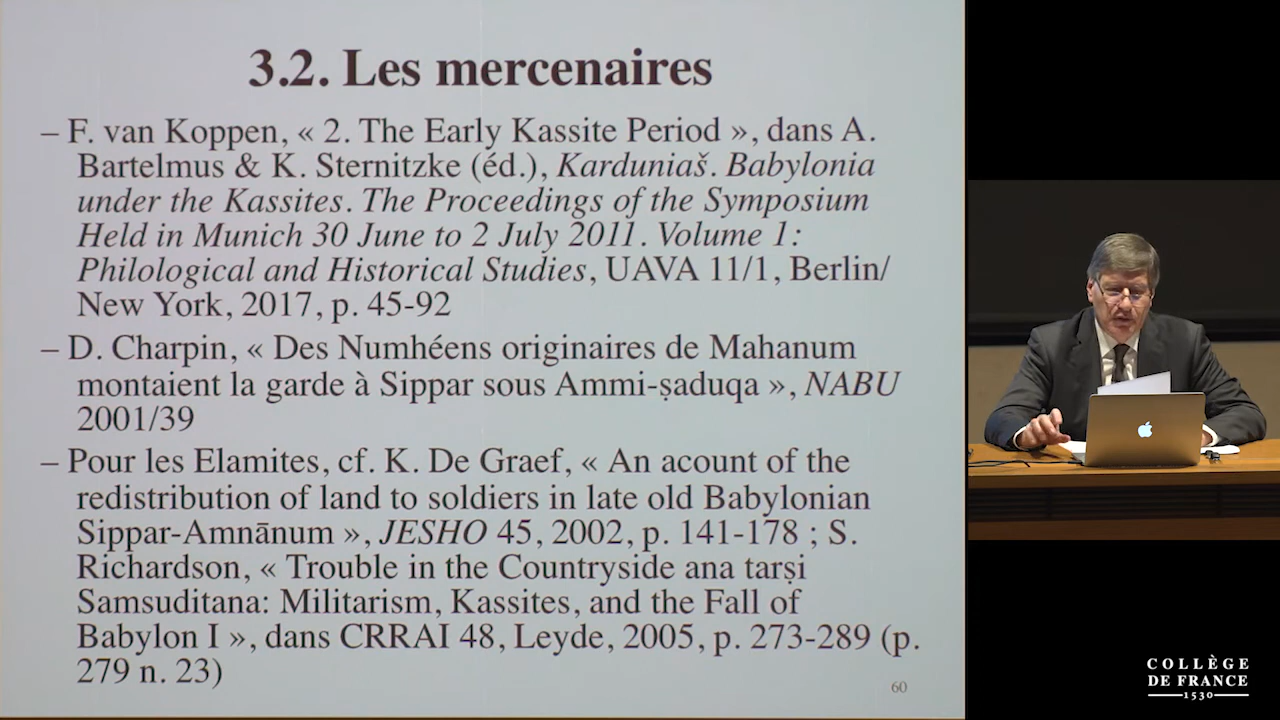 3.2. Les mercenaires
– F. van Koppen, « 2. The Early Kassite Period », dans A.
Bartelmus & K. Sternitzke (éd.), Karduniaš. Babylonia
under the Kassites. The Proceedings of the Symposium
Held in Munich 30 June to 2 July 2011. Volume 1:
Philological and Historical Studies, UAVA 11/1, Berlin/
New York, 2017, p. 45-92
– D. Charpin, « Des Numhéens originaires de Mahanum
montaient la garde à Sippar sous Ammi-ṣaduqa », NABU
2001/39
– Pour les Elamites, cf. K. De Graef, « An acount of the
redistribution of land to soldiers in late old Babylonian
Sippar-Amnānum », JESHO 45, 2002, p. 141-178 ; S.
Richardson, « Trouble in the Countryside ana tarṣi
Samsuditana: Militarism, Kassites, and the Fall of
Babylon I », dans CRRAI 48, Leyde, 2005, p. 273-289 (p.
279 n. 23)
60
COLLÈGE
DE FRANCE
1530